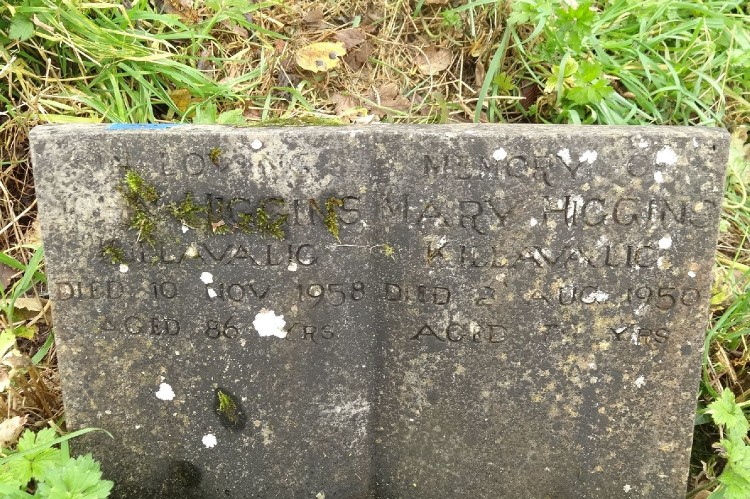 IN LOVING
HIGGINS
KILLAVALIG
DIED 10 NOV 1958
AGED 86 YRS
MEMORY OF
MARY HIGGINS
KILLAVALIG
DIED AUG 1950
AGED YRS